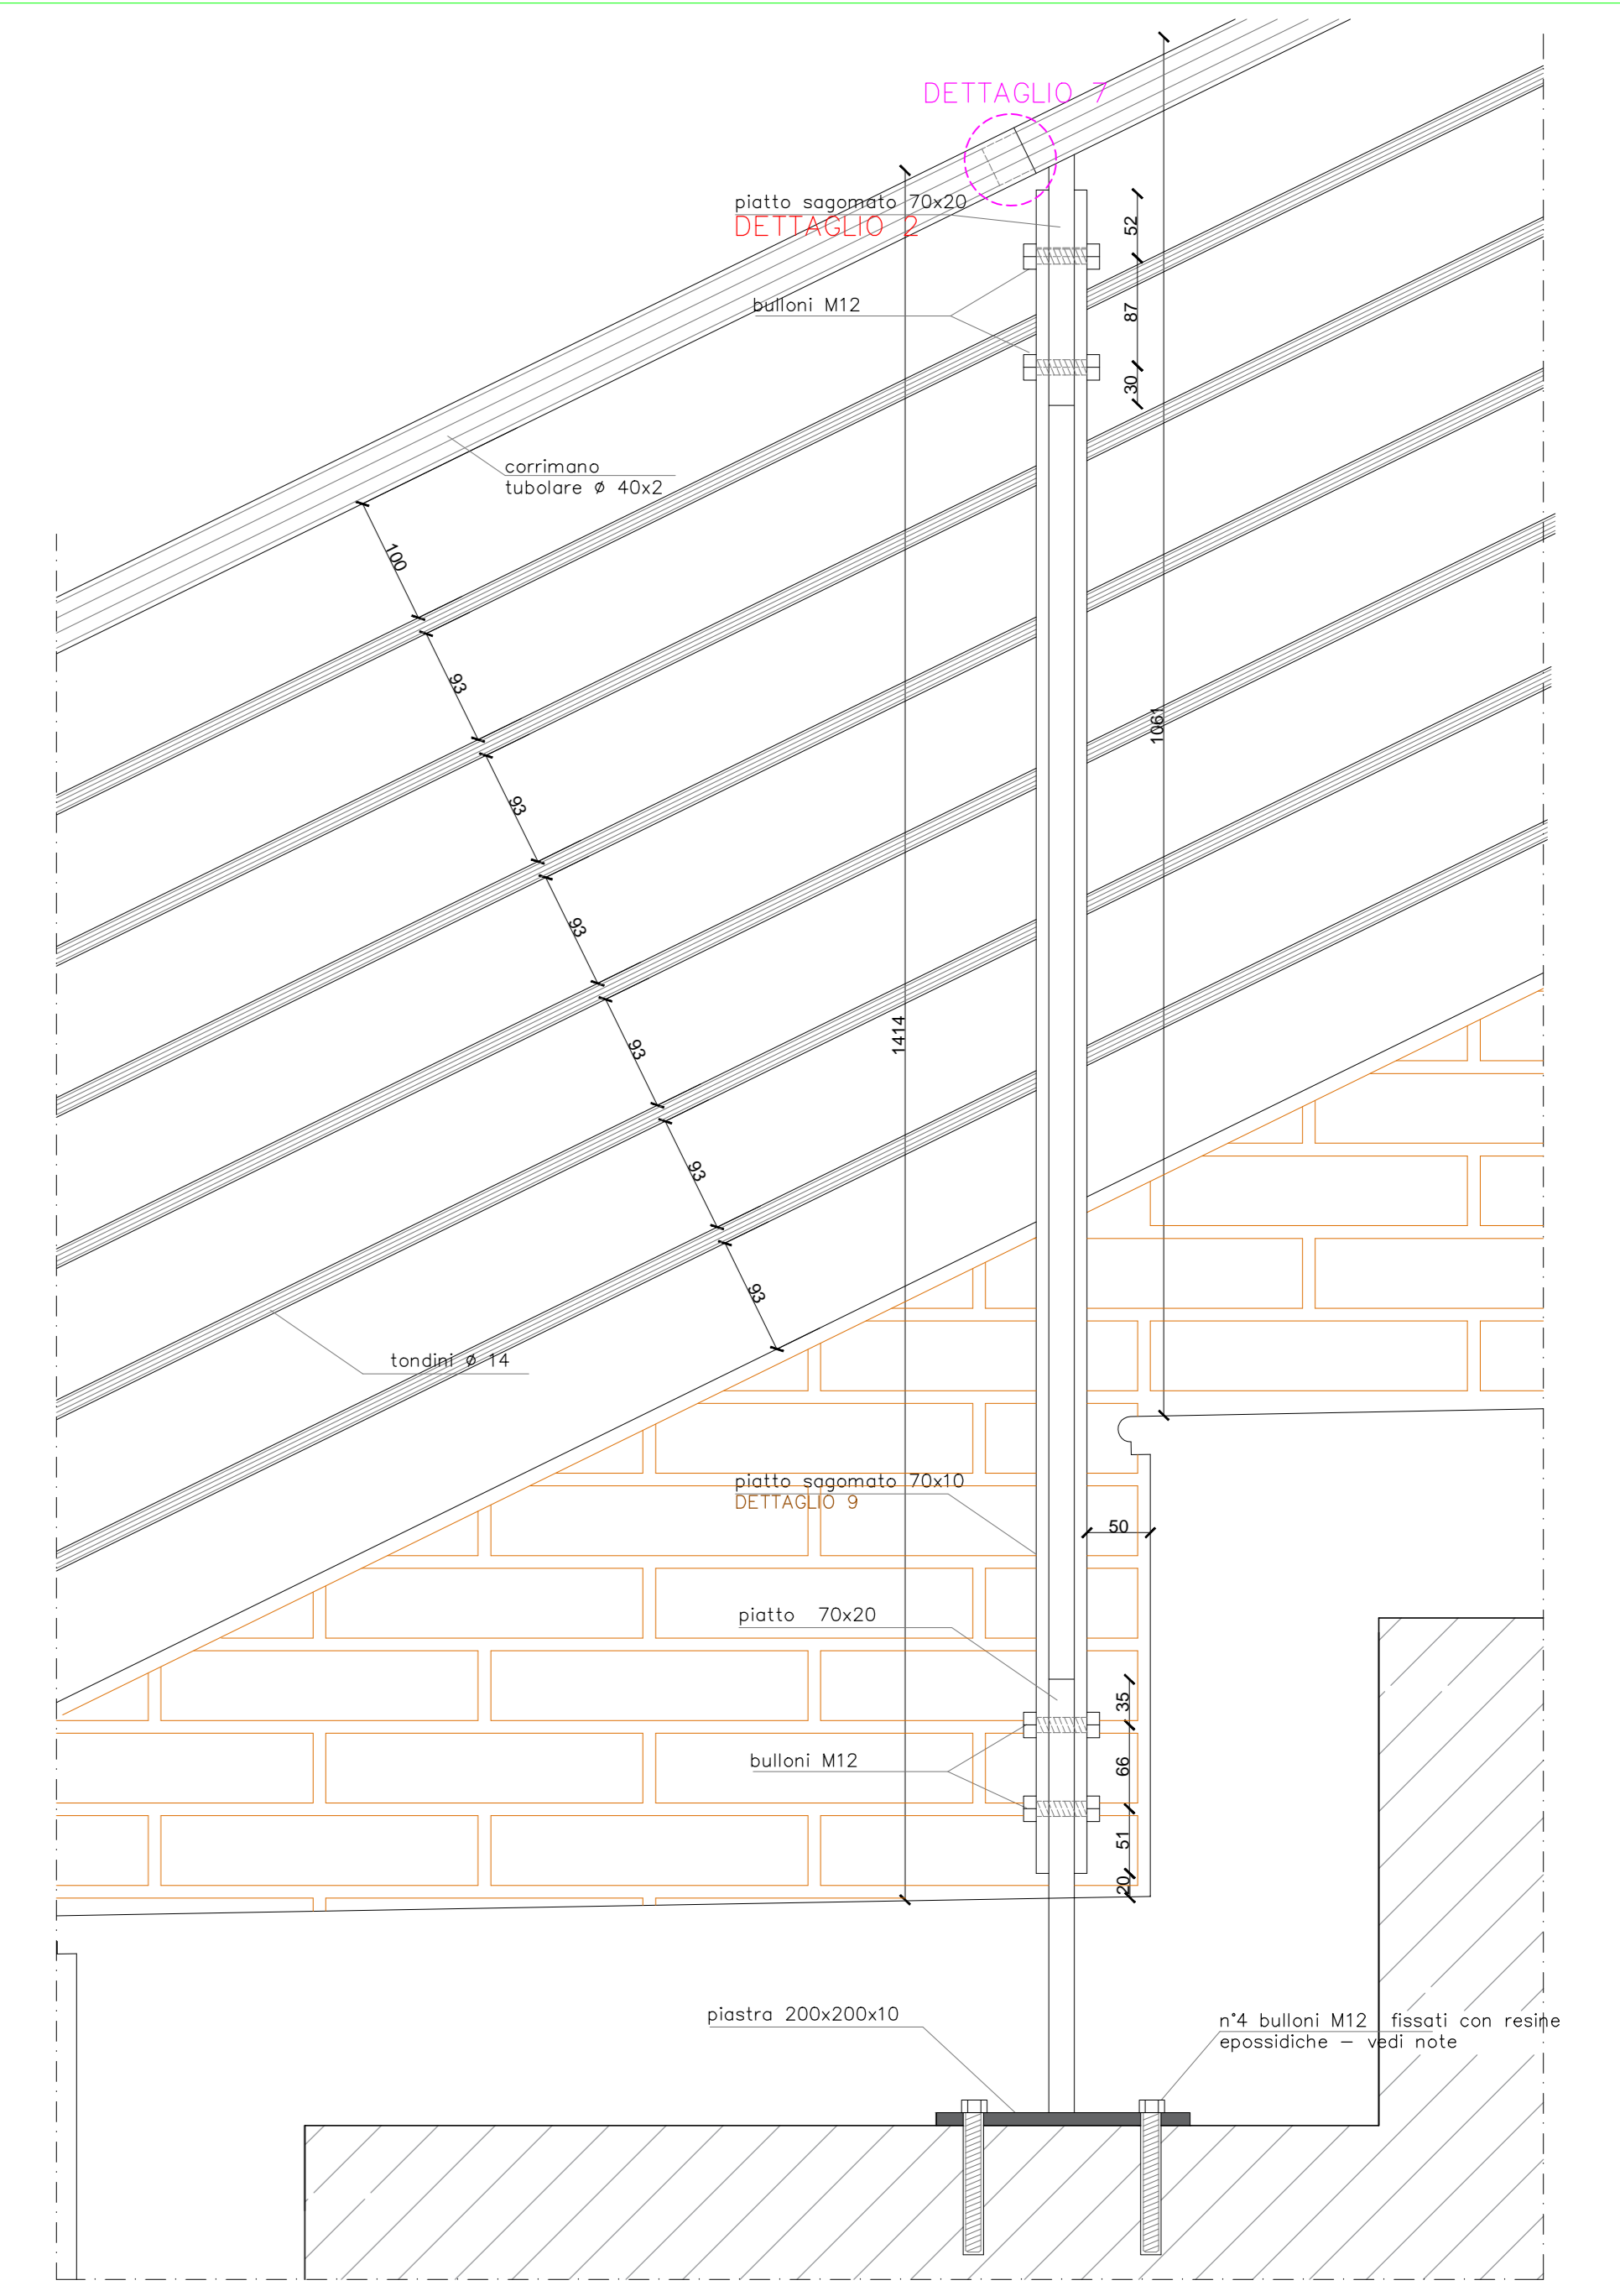 DETTAGLIO 7
piatto sagomato 70x20
DETTAGLIO 2
52
bulloni M12
87
30
corrimano
tubolare Ø 40x2
100
93
1061
93
93
1414
93
93
93
tondini Ø 14
piatto sagomato 70x10
DETTAGLIO 9
50
piatto 70x20
35
bulloni M12
66
51
20
piastra 200x200x10
n°4 bulloni M12 fissati con resine
epossidiche – vedi note